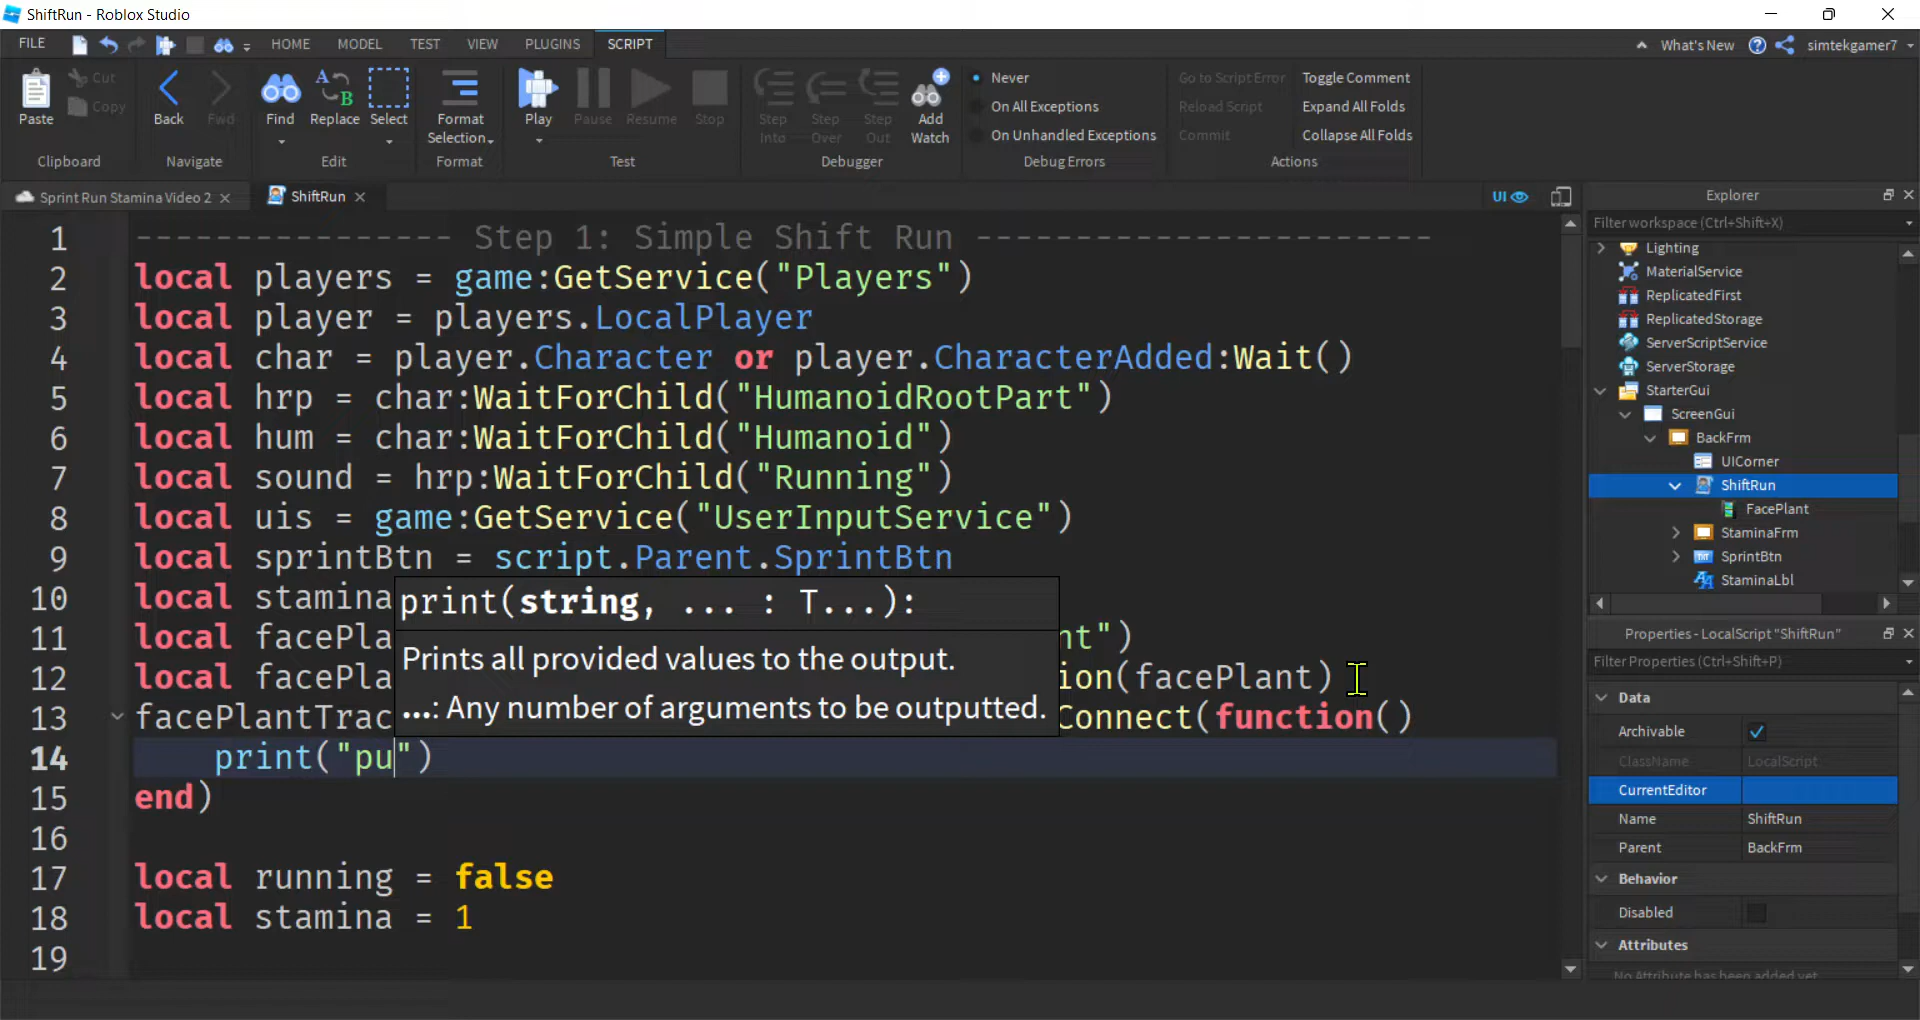 ShiftRun - Roblox Studio
FILE HOME MODEL TEST VIEW PLUGINS SCRIPT What's New simtekgamer7
Paste Cut Copy Back Fwd Find Replace Select Format Selection Play Pause Resume Stop Step Into Step Over Step Out Add Watch
Never
On All Exceptions
On Unhandled Exceptions
Go to Script Error
Reload Script
Commit
Toggle Comment
Expand All Folds
Collapse All Folds
Clipboard Navigate Edit Format Test Debugger Debug Errors Actions
Sprint Run Stamina Video 2 ShiftRun UI
1 ---------------- Step 1: Simple Shift Run -----------------------
2 local players = game:GetService("Players")
3 local player = players.LocalPlayer
4 local char = player.Character or player.CharacterAdded:Wait()
5 local hrp = char:WaitForChild("HumanoidRootPart")
6 local hum = char:WaitForChild("Humanoid")
7 local sound = hrp:WaitForChild("Running")
8 local uis = game:GetService("UserInputService")
9 local sprintBtn = script.Parent.SprintBtn
10 local stamina
11 local facePla nt")
12 local facePla ion(facePlant)
13 facePlantTrac Connect(function()
14 print("pu")
15 end)
16
17 local running = false
18 local stamina = 1
19
print(string, ... : T...):
Prints all provided values to the output.
...: Any number of arguments to be outputted.
Explorer
Filter workspace (Ctrl+Shift+X)
Lighting
MaterialService
ReplicatedFirst
ReplicatedStorage
ServerScriptService
ServerStorage
StarterGui
ScreenGui
BackFrm
UICorner
ShiftRun
FacePlant
StaminaFrm
TXT SprintBtn
StaminaLbl
Properties - LocalScript "ShiftRun"
Filter Properties (Ctrl+Shift+P)
Data
Archivable
ClassName LocalScript
CurrentEditor
Name ShiftRun
Parent BackFrm
Behavior
Disabled
Attributes
No Attribute has been added yet